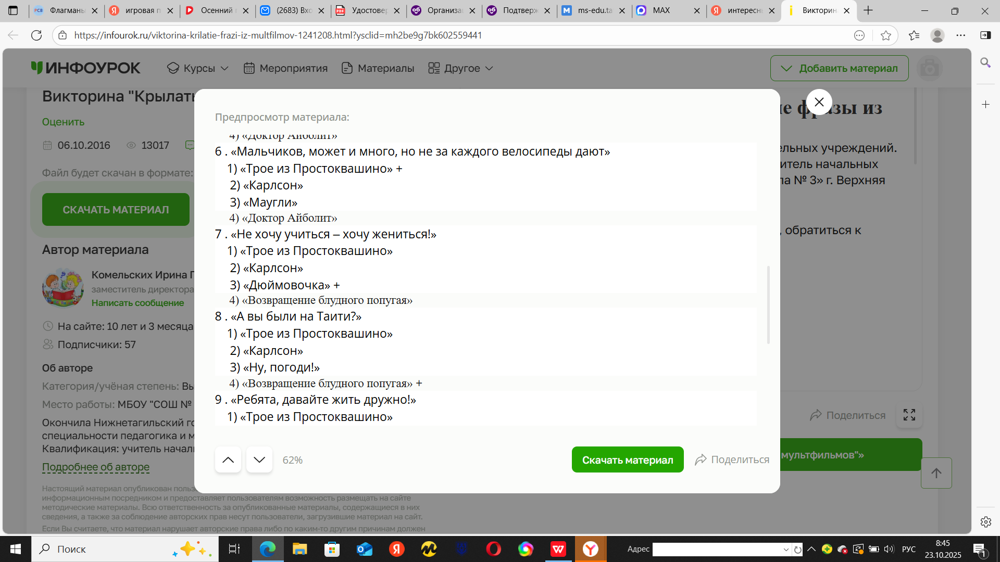 Флагманы
игровая п
Осенний
(2683) Вхо
Удостовер
Организац
Подтверж
ms-edu.ta
MAX
интересн
Викторин
https://infourok.ru/viktorina-krilatie-frazi-iz-multfilmov-1241208.html?ysclid=mh2be9g7bk602559441
ИНФОУРОК
Курсы
Мероприятия
Материалы
Другое
Добавить материал
Викторина "Крылаты
Оценить
06.10.2016
13017
Файл будет скачан в формате:
СКАЧАТЬ МАТЕРИАЛ
Автор материала
Комельских Ирина Г
заместитель директора
Написать сообщение
На сайте: 10 лет и 3 месяца
Подписчики: 57
Об авторе
Категория/учёная степень: Вы
Место работы: МБОУ "СОШ №
Окончила Нижнетагильский го
специальности педагогика и м
Квалификация: учитель начал
Подробнее об авторе
Настоящий материал опубликован польз
информационным посредником и предоставляет пользователям возможность размещать на сайте
методические материалы. Всю ответственность за опубликованные материалы, содержащиеся в них
сведения, а также за соблюдение авторских прав несут пользователи, загрузившие материал на сайт.
Если Вы считаете, что материал нарушает авторские права либо по каким-то другим причинам должен
Предпросмотр материала:
4) «Доктор Айболит»
6 . «Мальчиков, может и много, но не за каждого велосипеды дают»
1) «Трое из Простоквашино» +
2) «Карлсон»
3) «Маугли»
4) «Доктор Айболит»
7 . «Не хочу учиться – хочу жениться!»
1) «Трое из Простоквашино»
2) «Карлсон»
3) «Дюймовочка» +
4) «Возвращение блудного попугая»
8 . «А вы были на Таити?»
1) «Трое из Простоквашино»
2) «Карлсон»
3) «Ну, погоди!»
4) «Возвращение блудного попугая» +
9 . «Ребята, давайте жить дружно!»
1) «Трое из Простоквашино»
62%
Скачать материал
Поделиться
ые фразы из
ельных учреждений.
итель начальных
ла № 3» г. Верхняя
, обратиться к
Поделиться
мультфильмов"»
Поиск
Адрес
РУС
8:45
23.10.2025
1